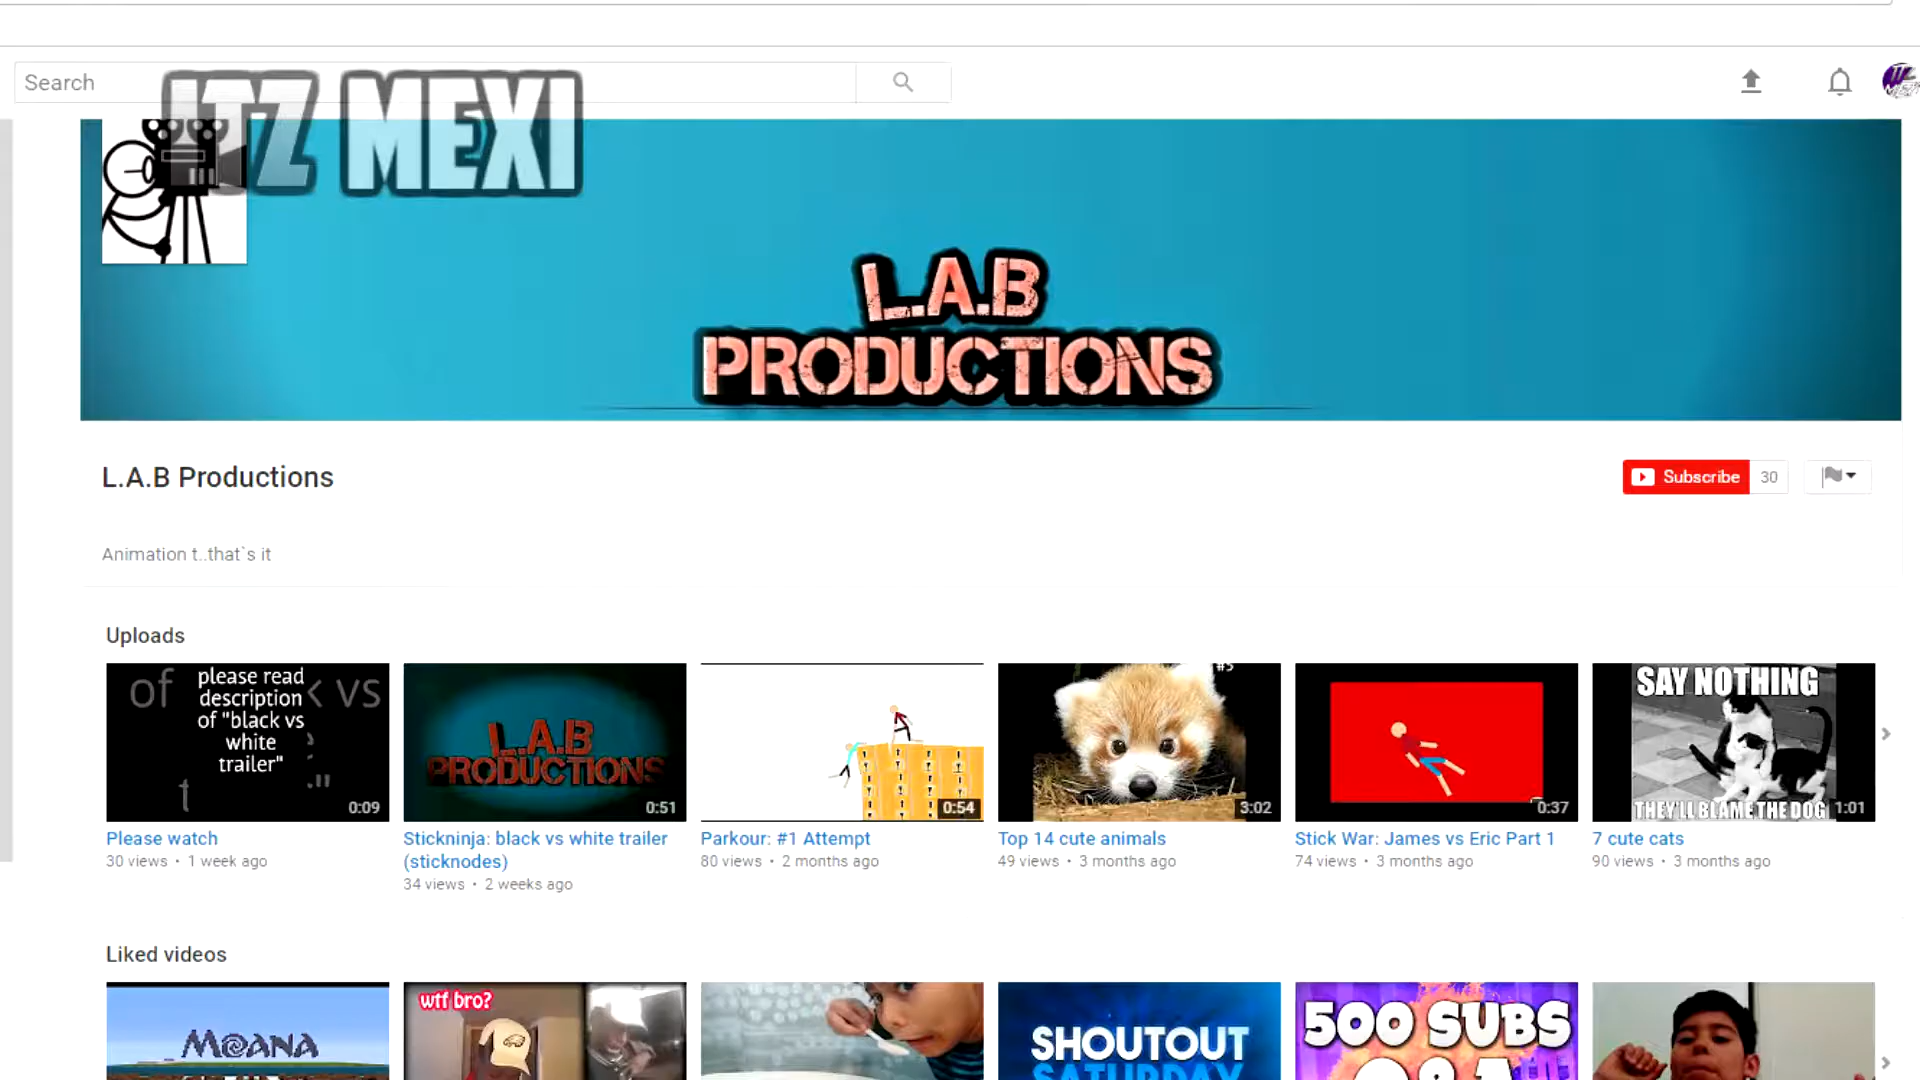 Search
ITZ MEXI
L.A.B
PRODUCTIONS
L.A.B Productions
Subscribe 30
Animation t..that`s it
Uploads
of
k vs
t
please read
description
of "black vs
white
trailer"
0:09
L.A.B
PRODUCTIONS
0:51
0:54
#5
3:02
0:37
SAY NOTHING
THEY'LL BLAME THE DOG
1:01
Please watch
30 views • 1 week ago
Stickninja: black vs white trailer
(sticknodes)
34 views • 2 weeks ago
Parkour: #1 Attempt
80 views • 2 months ago
Top 14 cute animals
49 views • 3 months ago
Stick War: James vs Eric Part 1
74 views • 3 months ago
7 cute cats
90 views • 3 months ago
Liked videos
MOANA
wtf bro?
SHOUTOUT
SATURDAY
500 SUBS
Q&A